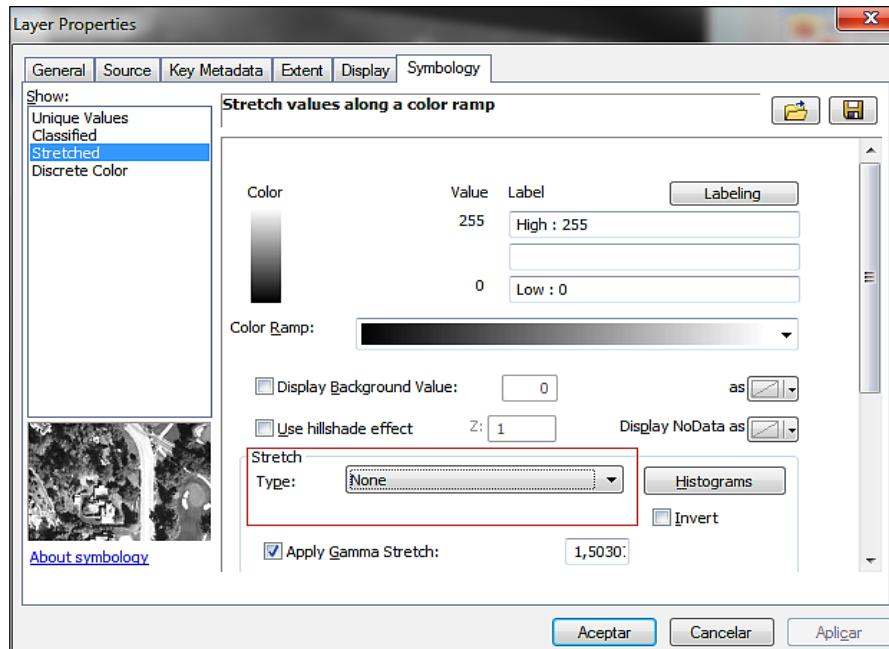 Layer Properties
General Source Key Metadata Extent Display Symbology
Show:
Unique Values
Classified
Stretched
Discrete Color
About symbology
Stretch values along a color ramp
Color Value Label Labeling
255 High : 255
0 Low : 0
Color Ramp:
Display Background Value: 0 as
Use hillshade effect Z: 1 Display NoData as
Stretch
Type: None Histograms
Invert
Apply Gamma Stretch: 1,5030
Aceptar Cancelar Aplicar